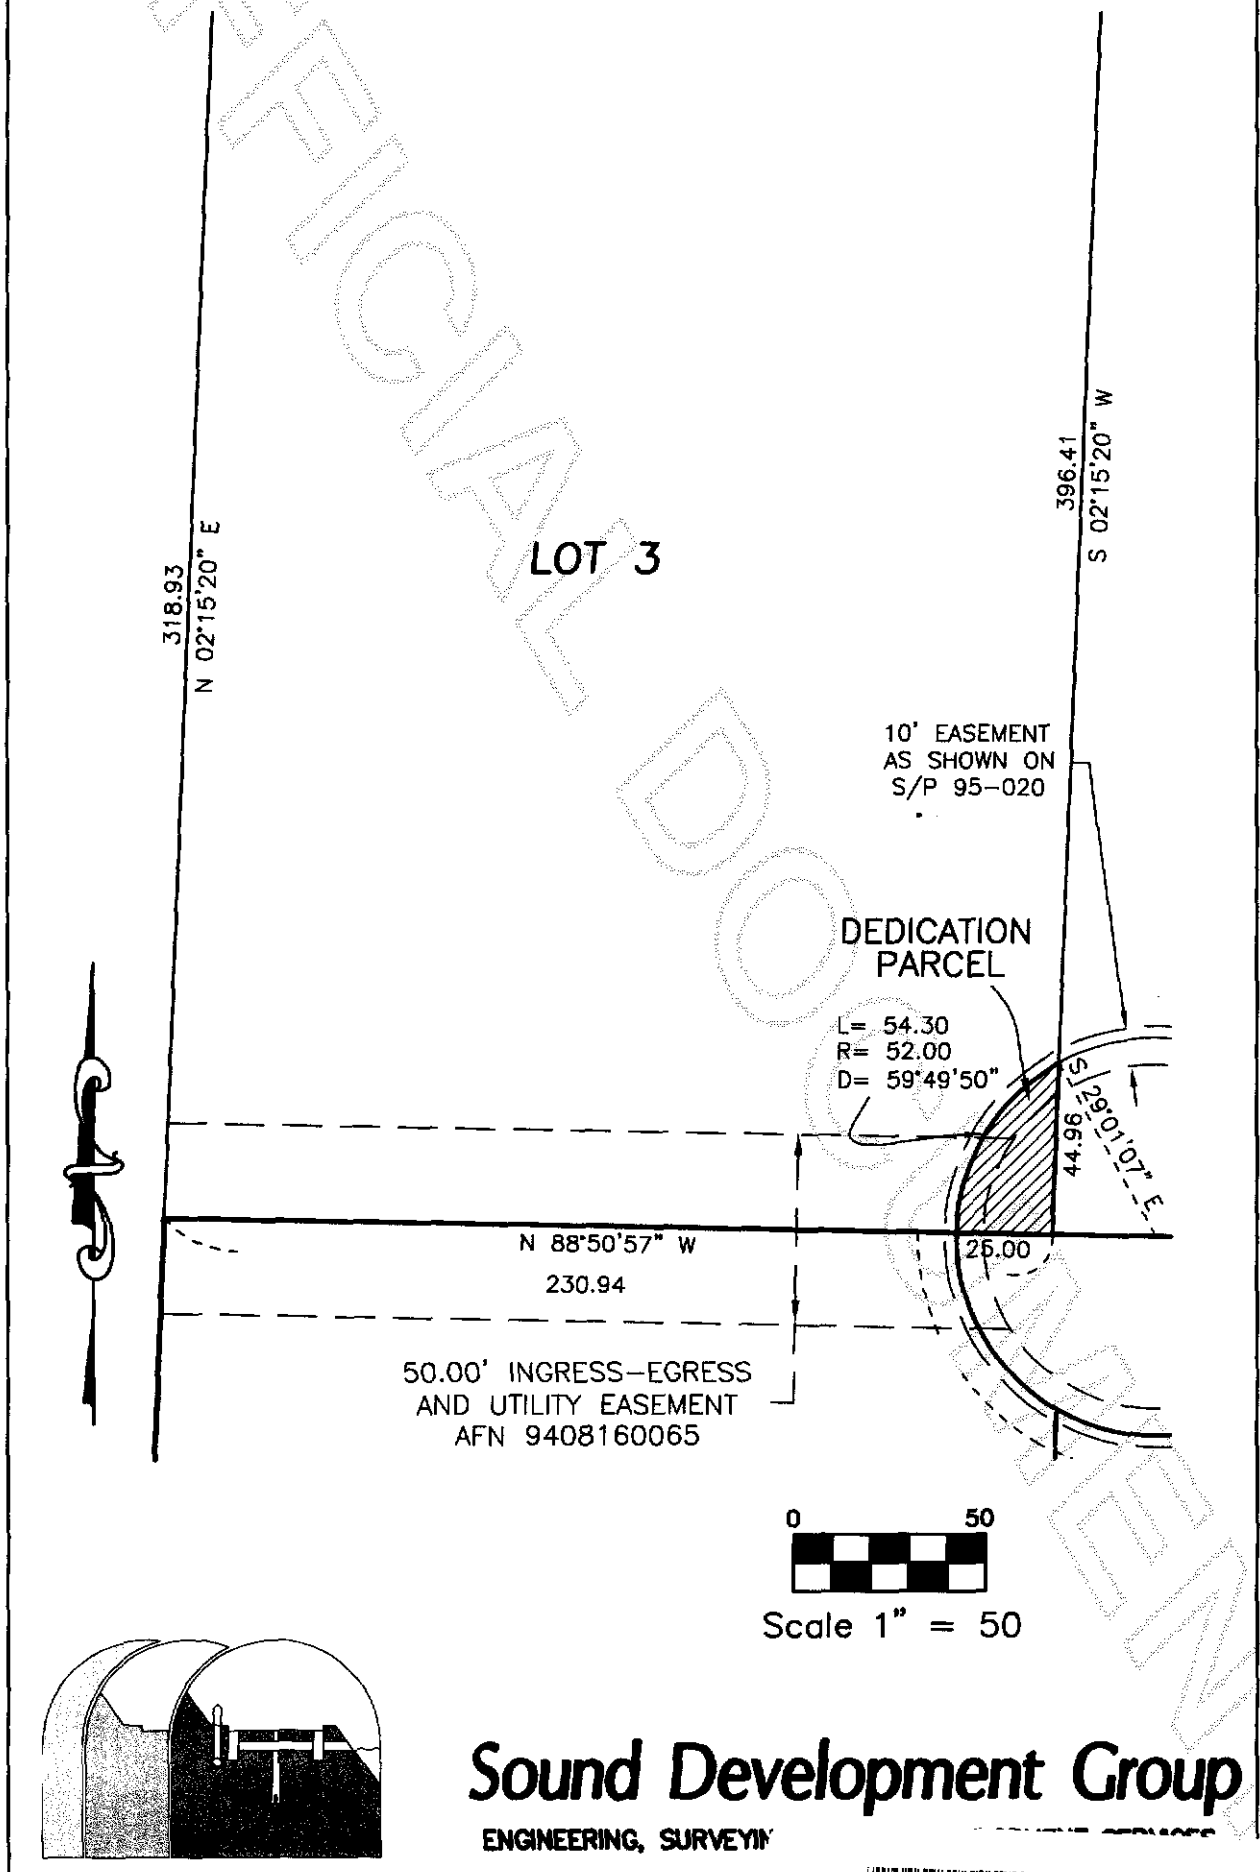 UNOFFICIAL DOCUMENT
318.93
N 02°15'20" E
LOT 3
396.41
S 02°15'20" W
10' EASEMENT
AS SHOWN ON
S/P 95-020
DEDICATION
PARCEL
L= 54.30
R= 52.00
D= 59°49'50"
S 29°01'07" E
44.96
N 88°50'57" W
230.94
25.00
50.00' INGRESS-EGRESS
AND UTILITY EASEMENT
AFN 9408160065
0 50
Scale 1" = 50
Sound Development Group
ENGINEERING,